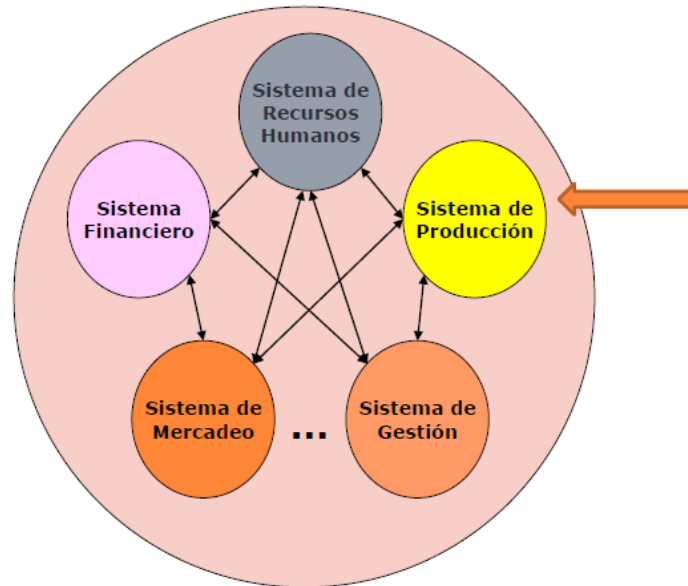 Sistema de
Recursos
Humanos
Sistema
Financiero
Sistema de
Producción
Sistema de
Mercadeo
...
Sistema de
Gestión